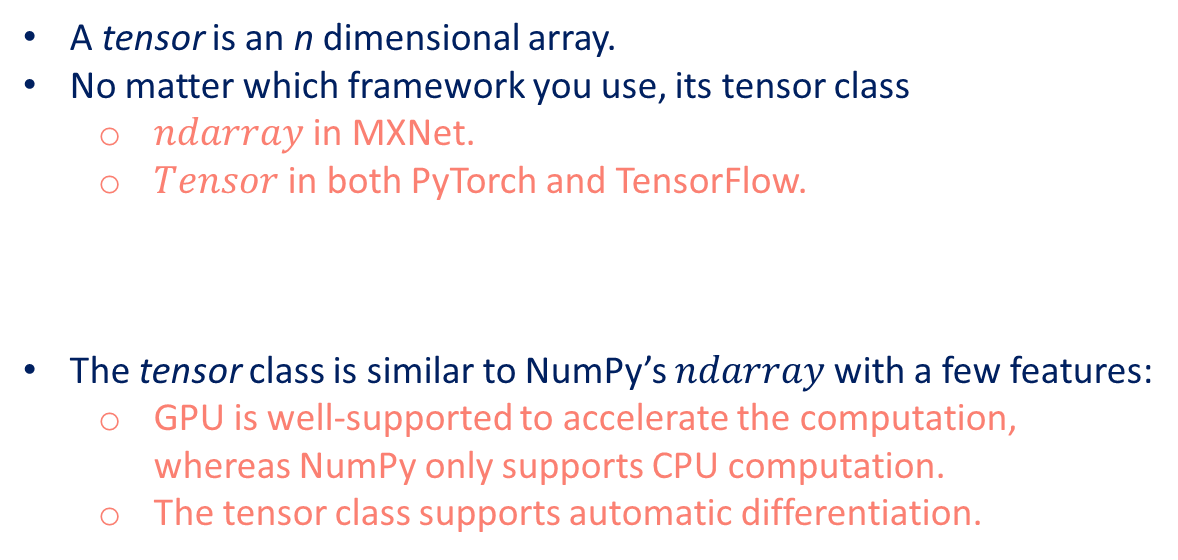 • A tensor is an n dimensional array.
• No matter which framework you use, its tensor class
○ ndarray in MXNet.
○ Tensor in both PyTorch and TensorFlow.
• The tensor class is similar to NumPy’s ndarray with a few features:
○ GPU is well-supported to accelerate the computation,
whereas NumPy only supports CPU computation.
○ The tensor class supports automatic differentiation.